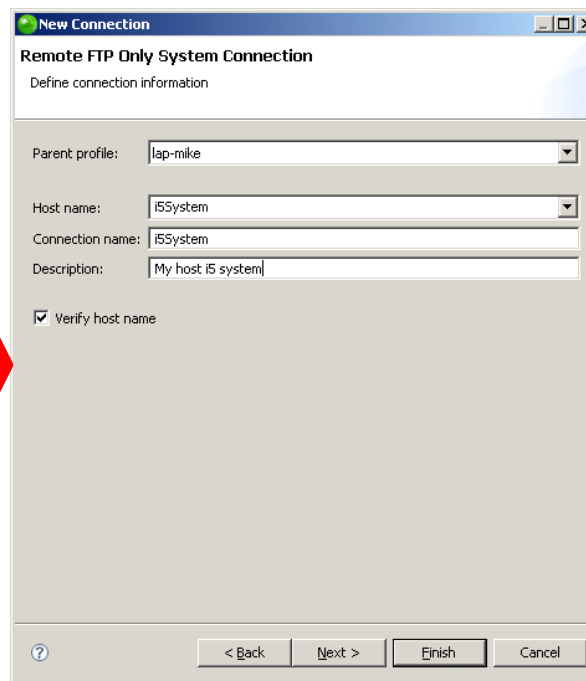 New Connection
Remote FTP Only System Connection
Define connection information
Parent profile: lap-mike
Host name: i5System
Connection name: i5System
Description: My host i5 system
Verify host name
? < Back Next > Finish Cancel